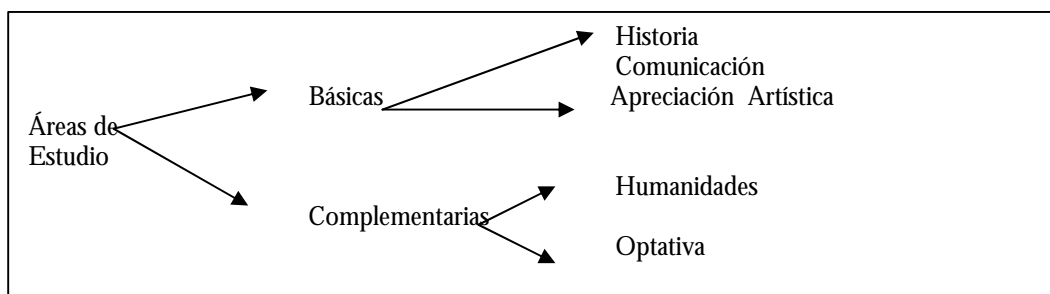 Historia
Comunicación
Básicas
Apreciación Artística
Áreas de
Estudio
Humanidades
Complementarias
Optativa